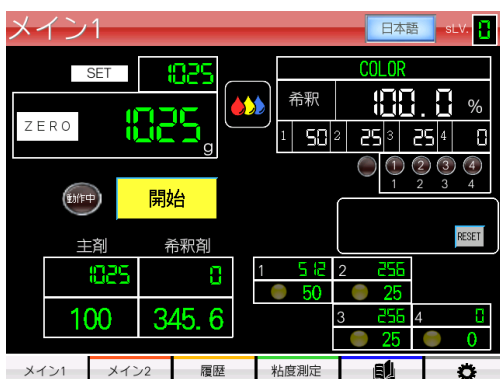 メイン1 日本語 sLV. 0
SET 1025
COLOR
ZERO 1025 g
希釈 100.0 %
1 50 2 25 3 25 4 0
1 2 3 4
1 2 3 4
動作中 開始
RESET
主剤 希釈剤
1025 0
100 345.6
1 512 2 256
50 25
3 256 4 0
25 0
メイン1 メイン2 履歴 粘度測定